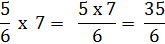 5/6 x 7 = 5 x 7/6 = 35/6